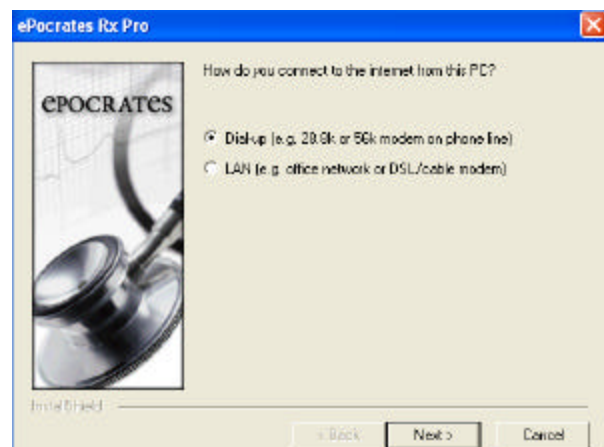 ePocrates Rx Pro
How do you connect to the internet from this PC?
EPOCRATES
Dial-up (e.g. 28.8k or 56k modem on phone line)
LAN (e.g. office network or DSL/cable modem)
InstallShield
< Back
Next >
Cancel